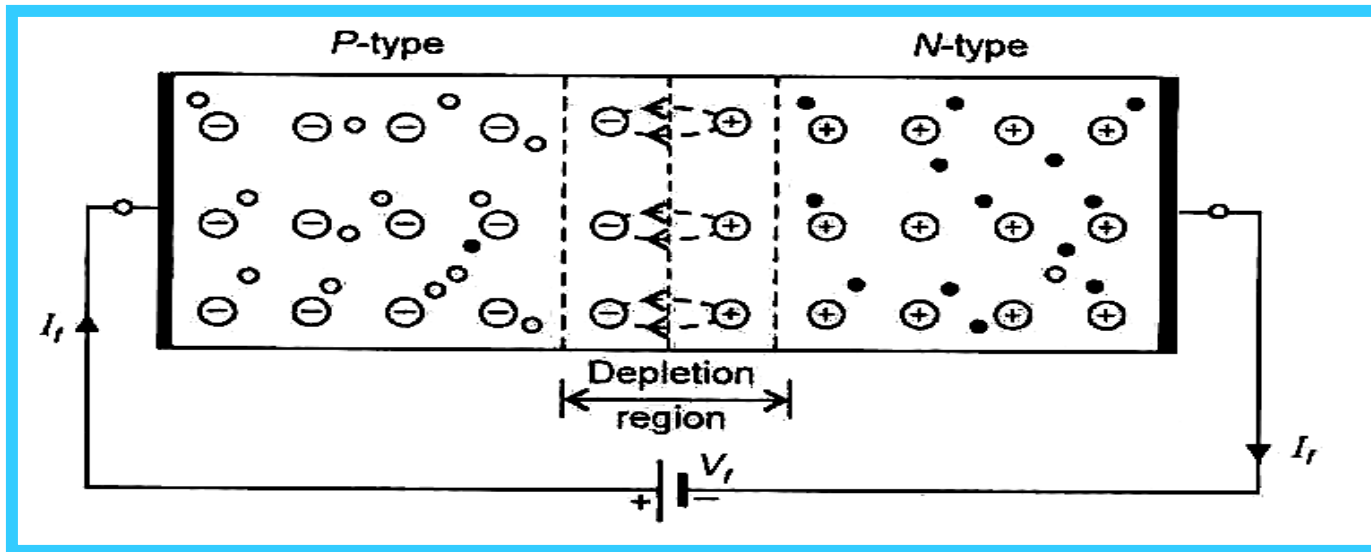 P-type
N-type
Depletion
region
I_f
I_f
V_f
+ −